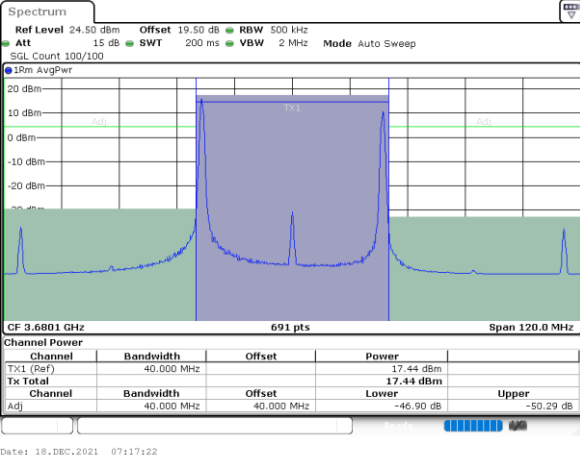 Spectrum
Ref Level 24.50 dBm Offset 19.50 dB RBW 500 kHz
Att 15 dB SWT 200 ms VBW 2 MHz Mode Auto Sweep
SGL Count 100/100
1Rm AvgPwr
20 dBm
TX1
10 dBm
Adj Adj
0 dBm
-10 dBm
-20 dBm
-30 dBm
CF 3.6801 GHz 691 pts Span 120.0 MHz
Channel Power
Channel Bandwidth Offset Power
TX1 (Ref) 40.000 MHz 17.44 dBm
Tx Total 17.44 dBm
Channel Bandwidth Offset Lower Upper
Adj 40.000 MHz 40.000 MHz -46.90 dB -50.29 dB
Ready
Date: 18.DEC.2021 07:17:22